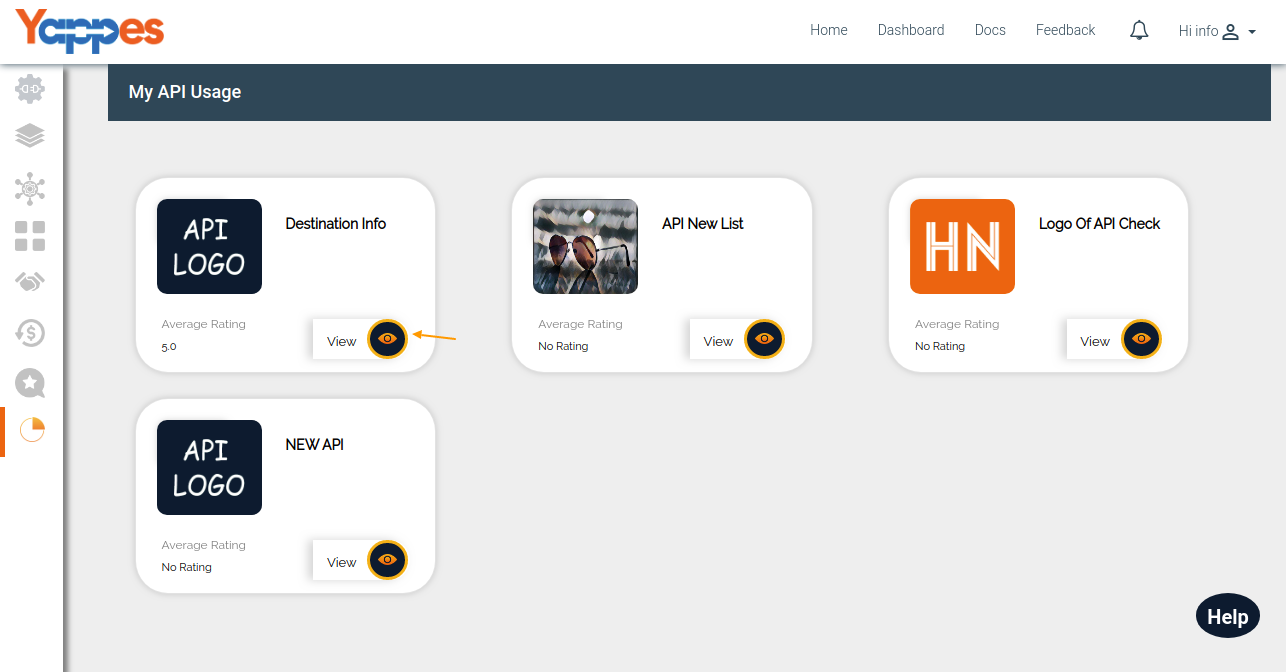 Yappes
Home Dashboard Docs Feedback Hi info
My API Usage
API LOGO
Destination Info
Average Rating
5.0
View
API New List
Average Rating
No Rating
View
HN
Logo Of API Check
Average Rating
No Rating
View
API LOGO
NEW API
Average Rating
No Rating
View
Help